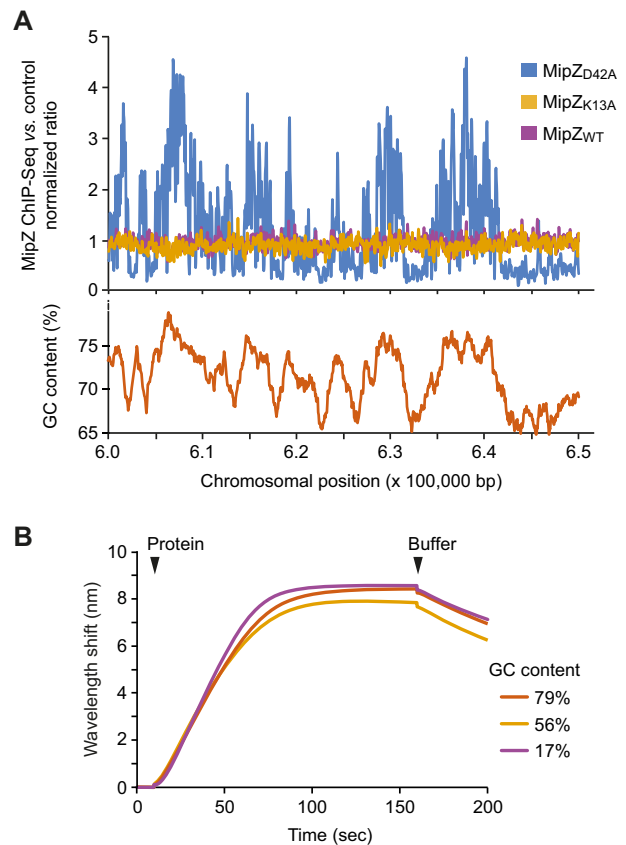 A
MipZ ChIP-Seq vs. control
normalized ratio
5
4
3
2
1
0
MipZD42A
MipZK13A
MipZWT
GC content (%)
75
70
65
6.0 6.1 6.2 6.3 6.4 6.5
Chromosomal position (x 100,000 bp)
B
Protein Buffer
Wavelength shift (nm)
10
8
6
4
2
0
GC content
79%
56%
17%
0 50 100 150 200
Time (sec)